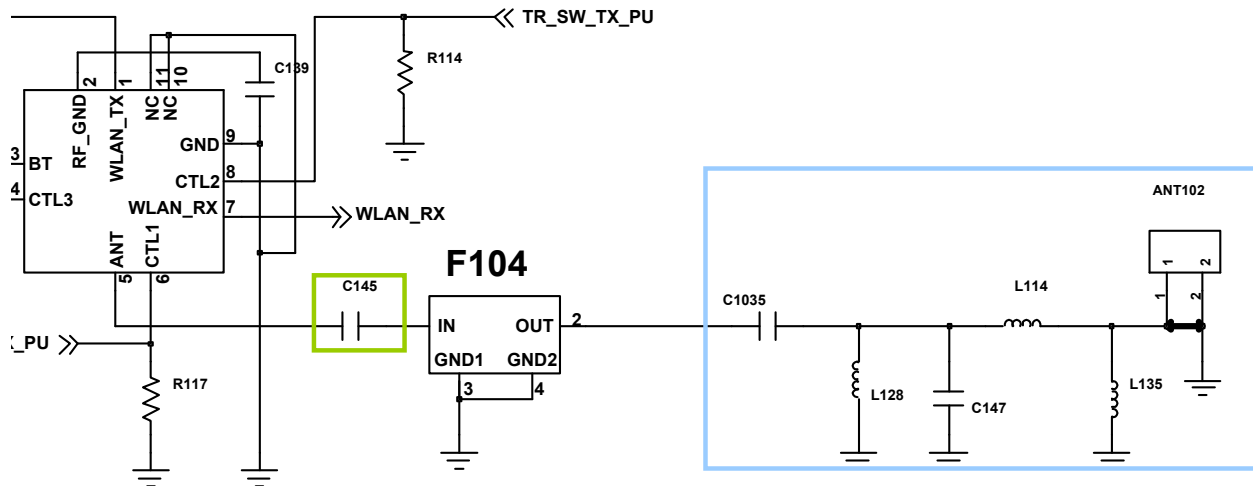 TR_SW_TX_PU
R114
C139
2
1
11
10
RF_GND
WLAN_TX
NC
NC
GND
9
3
BT
CTL2
8
4
CTL3
WLAN_RX
7
WLAN_RX
ANT
CTL1
5
6
F104
C145
IN
OUT
2
GND1
GND2
3
4
_PU
R117
ANT102
1
2
1
2
C1035
L114
L128
C147
L135